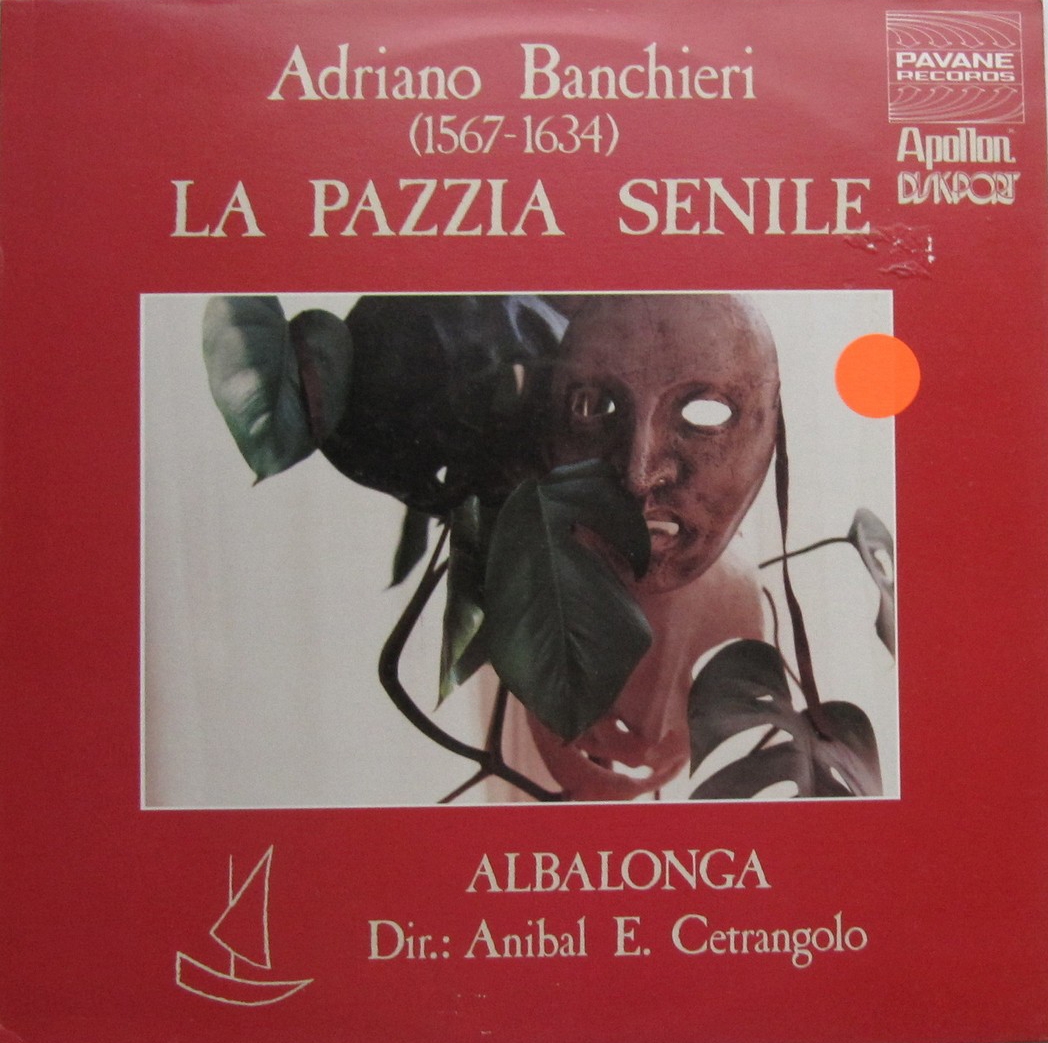 Adriano Banchieri
(1567-1634)
LA PAZZIA SENILE
PAVANE
RECORDS
Apollon
DISKPORT
ALBALONGA
Dir.: Anibal E. Cetrangolo